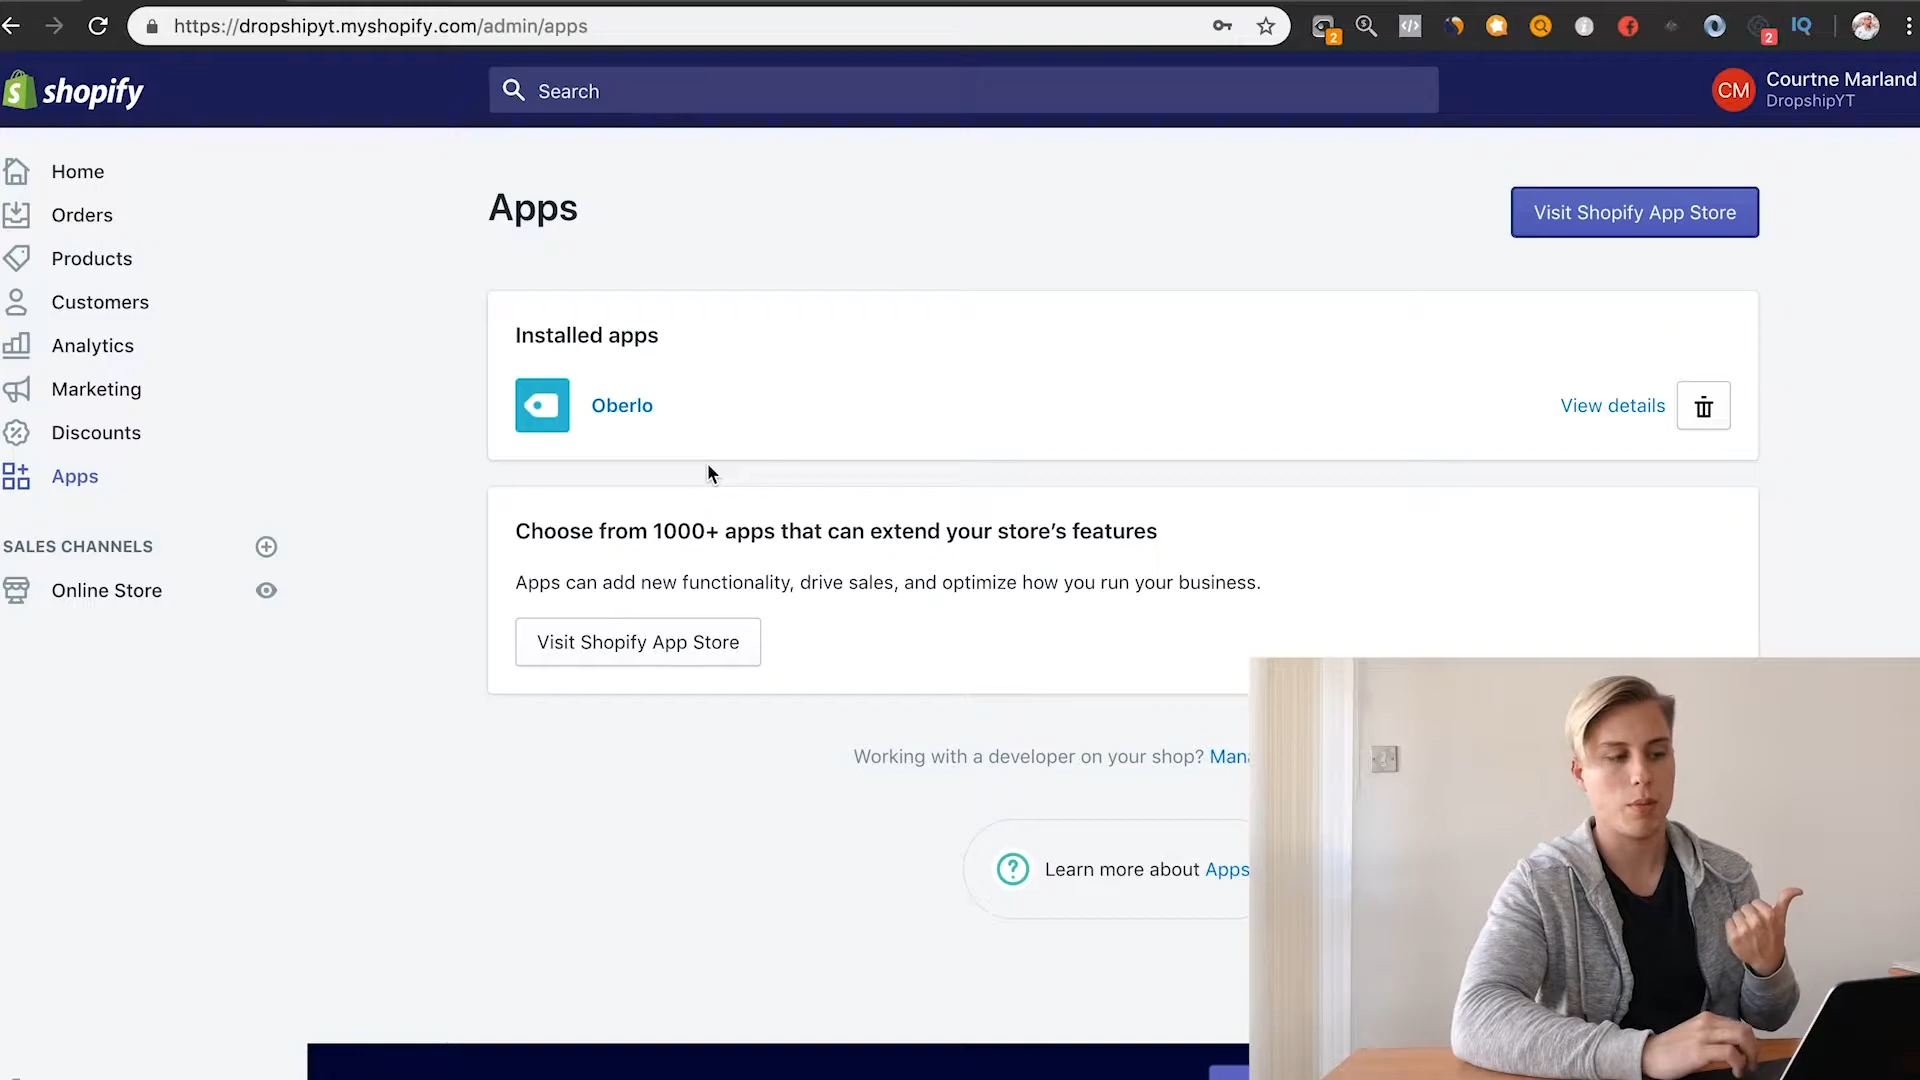 https://dropshipyt.myshopify.com/admin/apps
2
2
IQ
shopify
Search
CM
Courtne Marland
DropshipYT
Home
Orders
Products
Customers
Analytics
Marketing
Discounts
Apps
SALES CHANNELS
Online Store
Apps
Visit Shopify App Store
Installed apps
Oberlo
View details
Choose from 1000+ apps that can extend your store’s features
Apps can add new functionality, drive sales, and optimize how you run your business.
Visit Shopify App Store
Working with a developer on your shop? Mana
Learn more about Apps